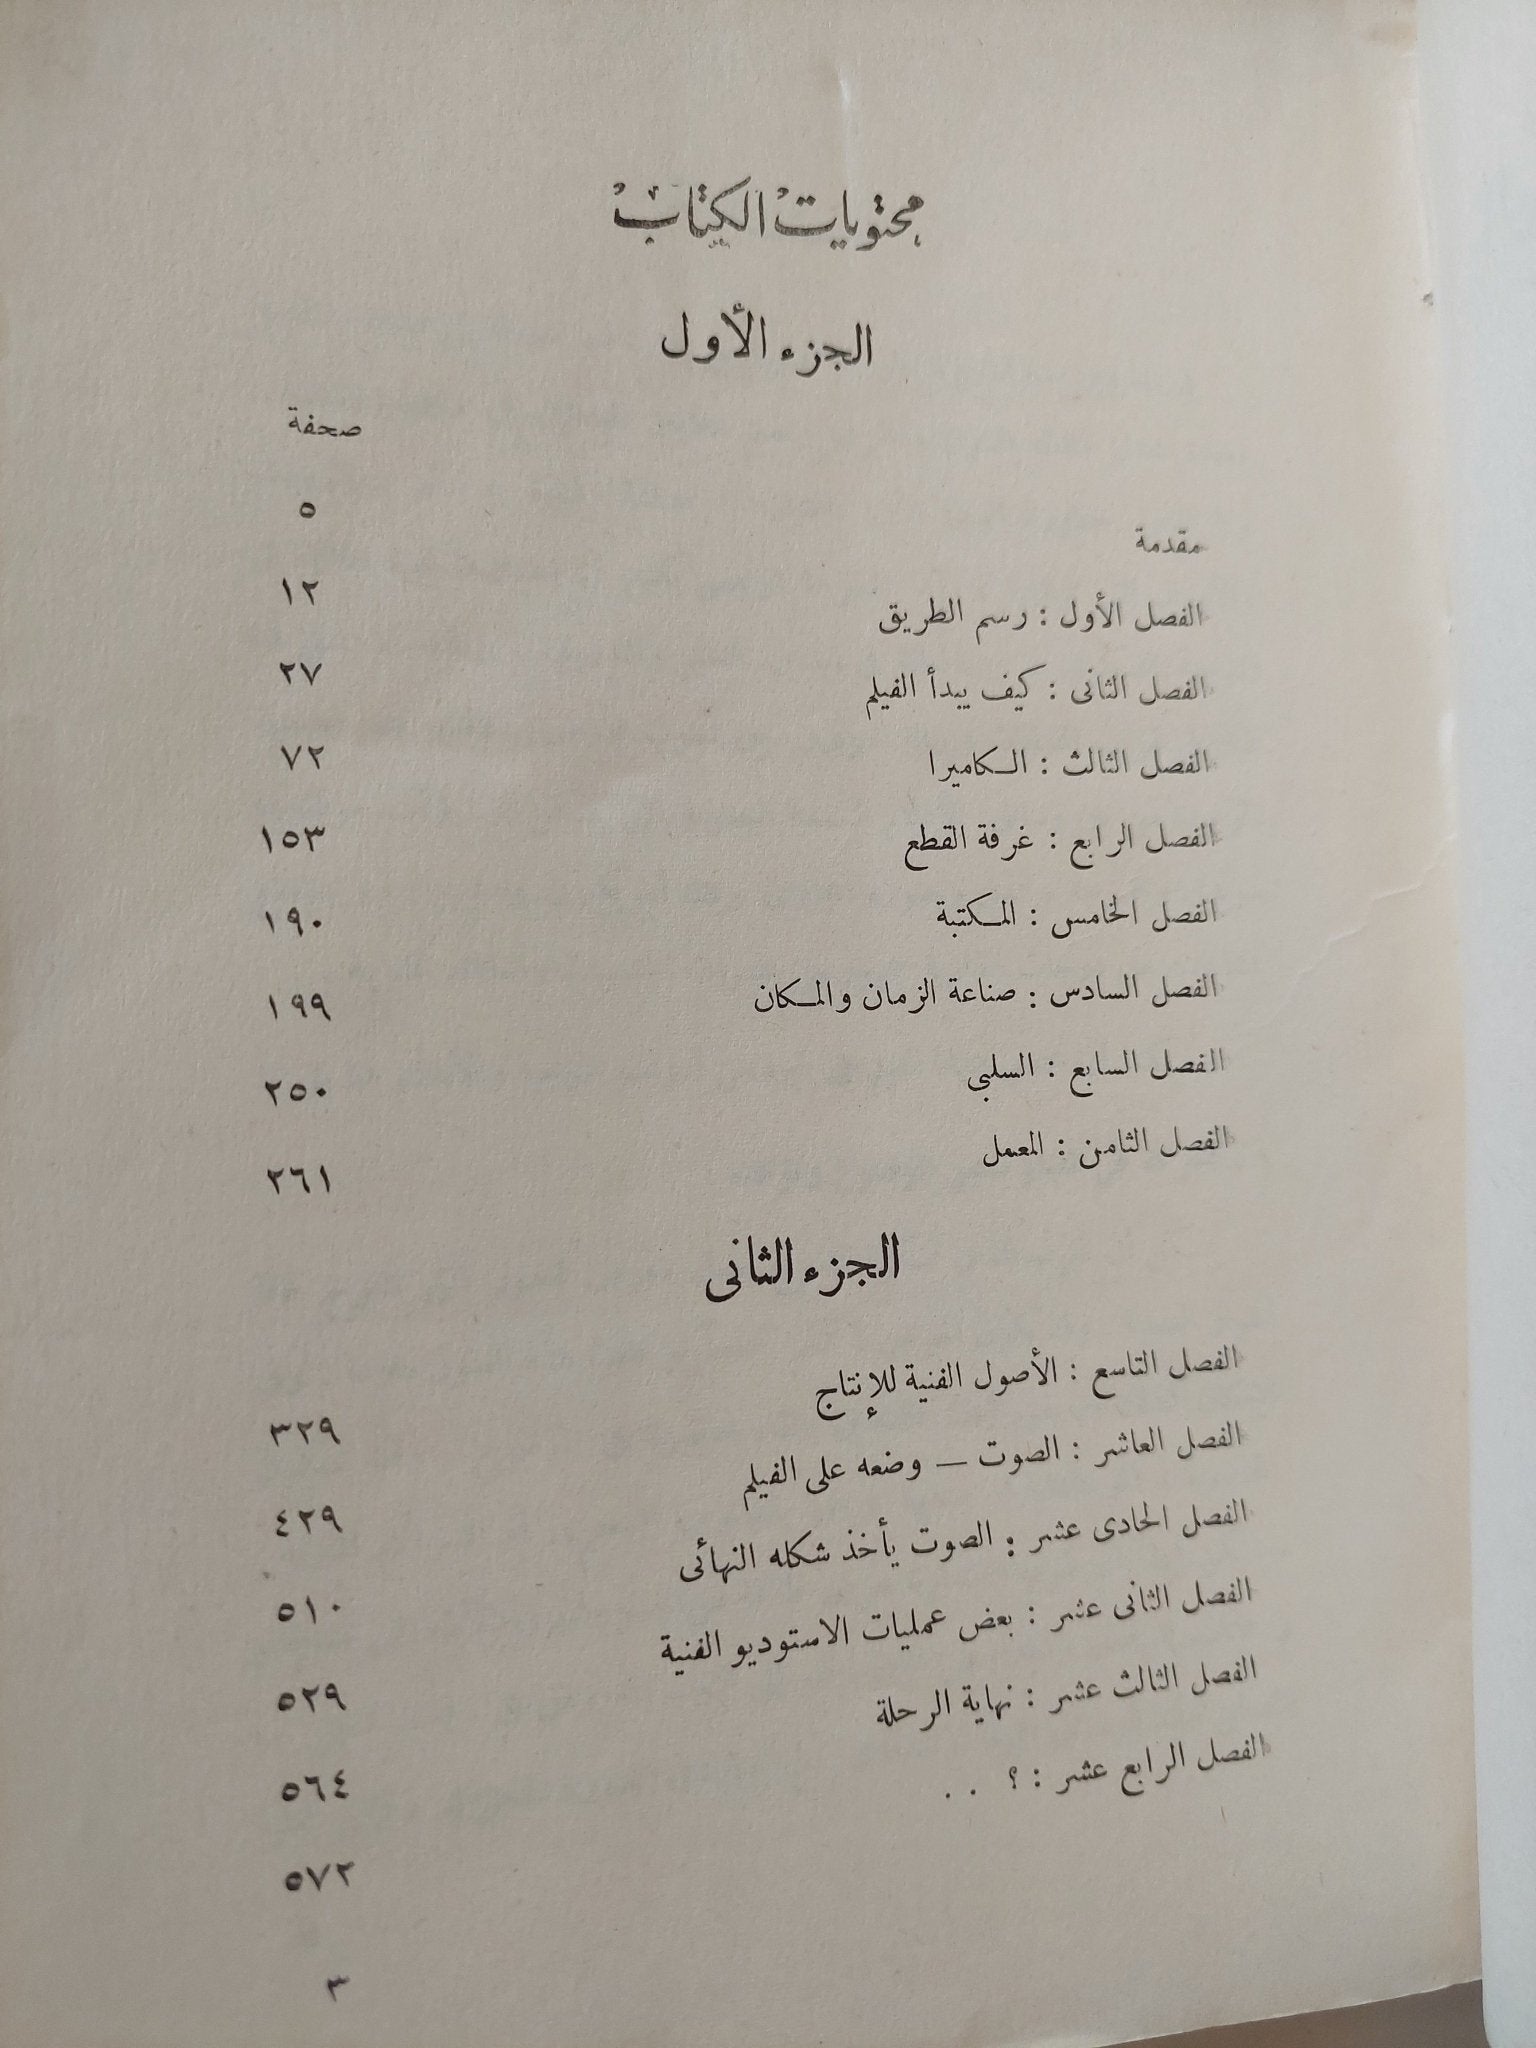 محتويات الكتاب
الجزء الأول
صحفة
مقدمة ٥
الفصل الأول : رسم الطريق ١٢
الفصل الثانى : كيف يبدأ الفيلم ٢٧
الفصل الثالث : الكاميرا ٧٢
الفصل الرابع : غرفة القطع ١٥٣
الفصل الخامس : المكتبة ١٩٠
الفصل السادس : صناعة الزمان والمكان ١٩٩
الفصل السابع : السلبى ٢٥٠
الفصل الثامن : المعمل ٢٦١
الجزء الثانى
الفصل التاسع : الأصول الفنية للإنتاج ٣٢٩
الفصل العاشر : الصوت — وضعه على الفيلم ٤٢٩
الفصل الحادى عشر : الصوت يأخذ شكله النهائى ٥١٠
الفصل الثانى عشر : بعض عمليات الاستوديو الفنية ٥٢٩
الفصل الثالث عشر : نهاية الرحلة ٥٦٤
الفصل الرابع عشر : ؟ . . ٥٧٢
٣